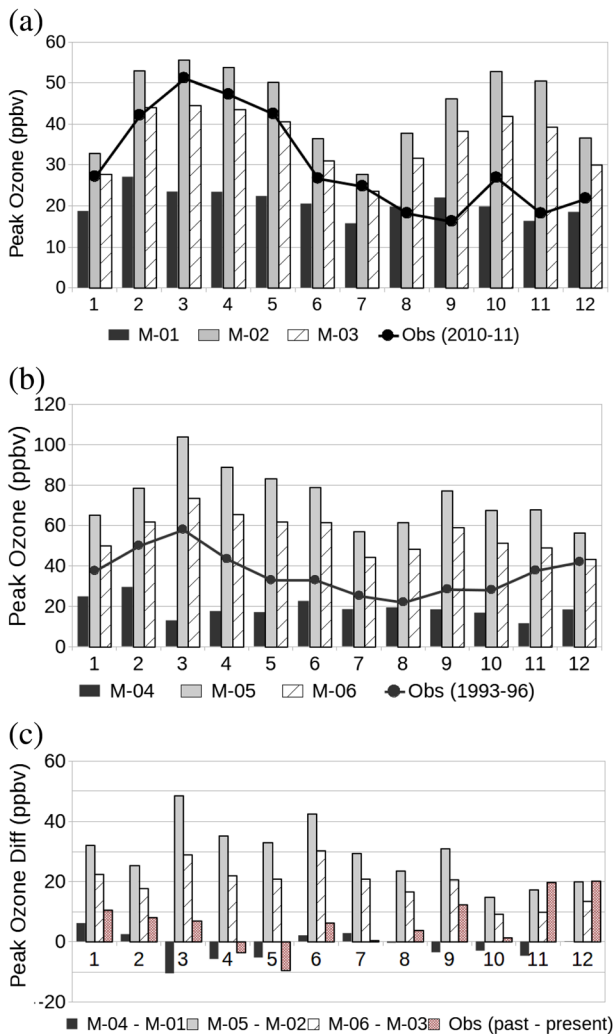 (a)
60
50
40
30
20
10
0
Peak Ozone (ppbv)
1 2 3 4 5 6 7 8 9 10 11 12
M-01 M-02 M-03 Obs (2010-11)
(b)
120
100
80
60
40
20
0
Peak Ozone (ppbv)
1 2 3 4 5 6 7 8 9 10 11 12
M-04 M-05 M-06 Obs (1993-96)
(c)
60
40
20
0
-20
Peak Ozone Diff (ppbv)
1 2 3 4 5 6 7 8 9 10 11 12
M-04 - M-01 M-05 - M-02 M-06 - M-03 Obs (past - present)